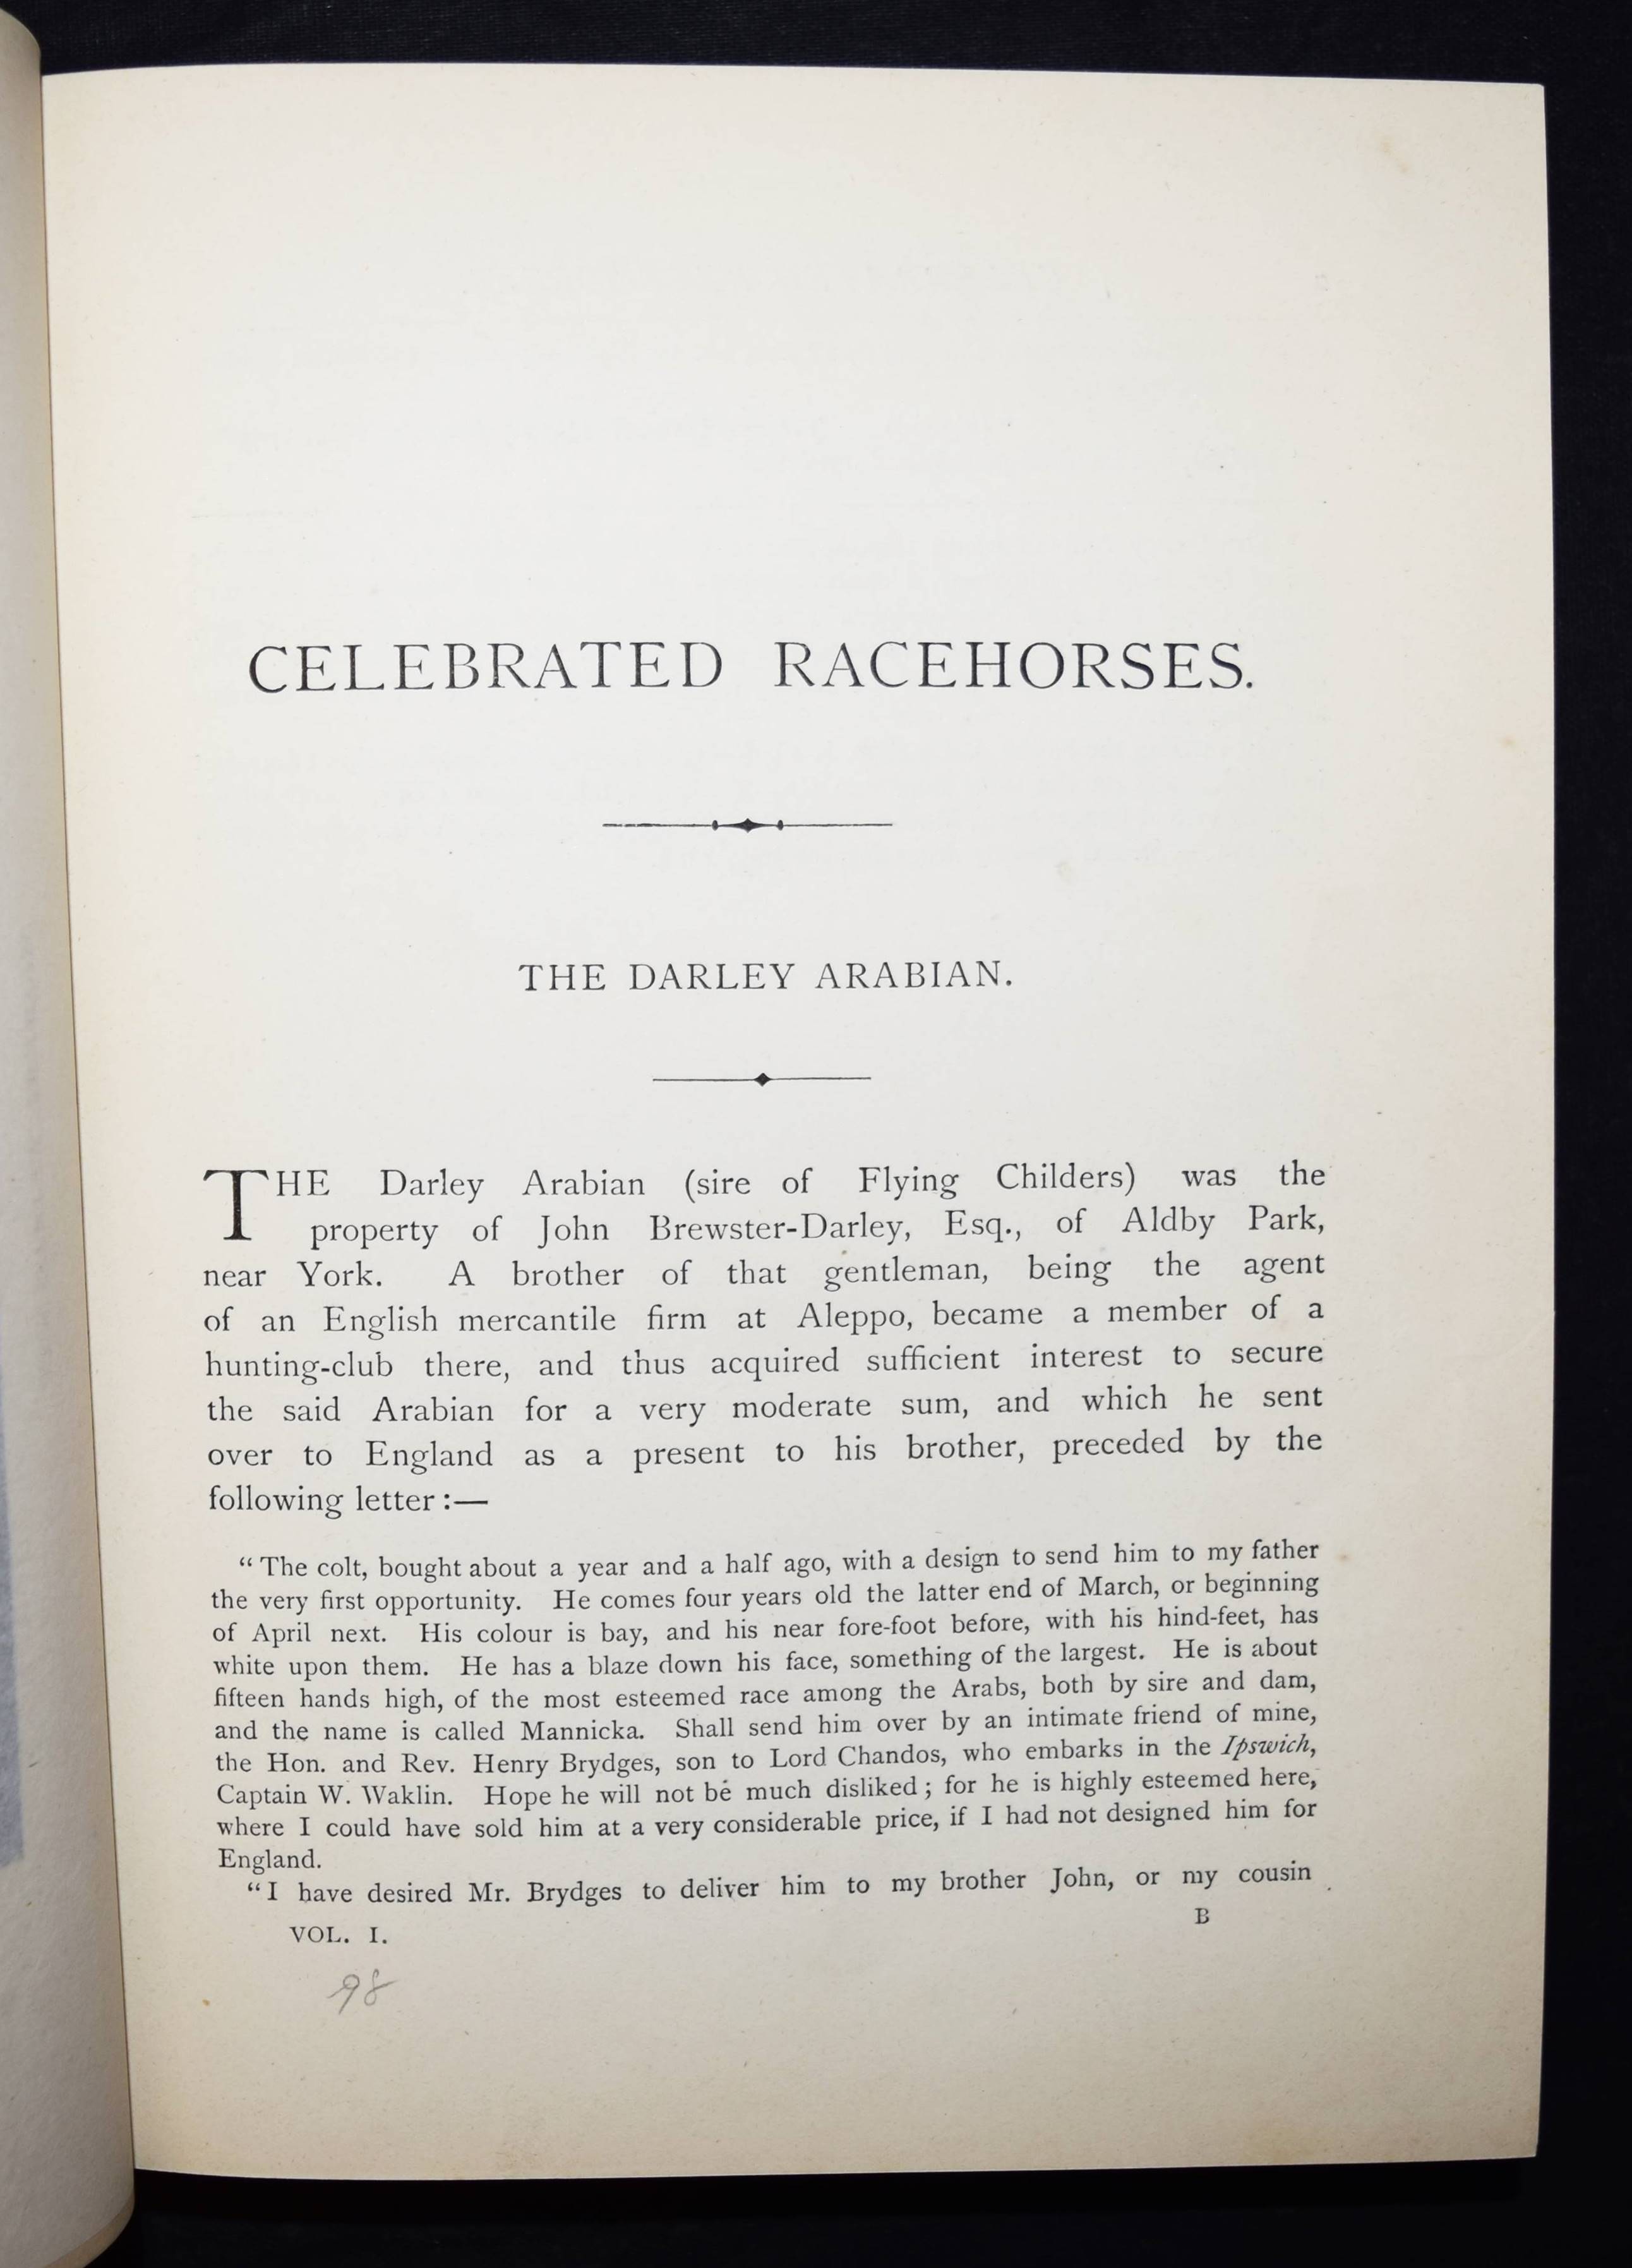 CELEBRATED RACEHORSES.
THE DARLEY ARABIAN.
THE Darley Arabian (sire of Flying Childers) was the
property of John Brewster-Darley, Esq., of Aldby Park,
near York. A brother of that gentleman, being the agent
of an English mercantile firm at Aleppo, became a member of a
hunting-club there, and thus acquired sufficient interest to secure
the said Arabian for a very moderate sum, and which he sent
over to England as a present to his brother, preceded by the
following letter :—
“ The colt, bought about a year and a half ago, with a design to send him to my father
the very first opportunity. He comes four years old the latter end of March, or beginning
of April next. His colour is bay, and his near fore-foot before, with his hind-feet, has
white upon them. He has a blaze down his face, something of the largest. He is about
fifteen hands high, of the most esteemed race among the Arabs, both by sire and dam,
and the name is called Mannicka. Shall send him over by an intimate friend of mine,
the Hon. and Rev. Henry Brydges, son to Lord Chandos, who embarks in the Ipswich,
Captain W. Waklin. Hope he will not be much disliked ; for he is highly esteemed here,
where I could have sold him at a very considerable price, if I had not designed him for
England.
“I have desired Mr. Brydges to deliver him to my brother John, or my cousin
VOL. I. B
98